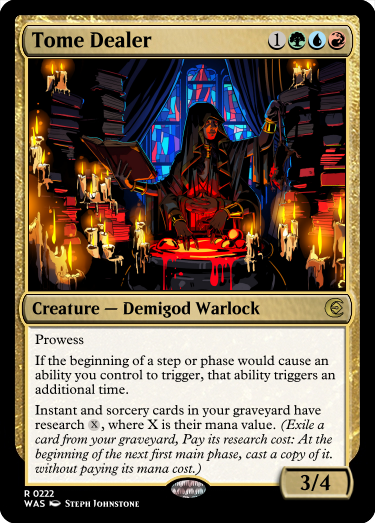 Tome Dealer 1
Creature — Demigod Warlock
Prowess
If the beginning of a step or phase would cause an
ability you control to trigger, that ability triggers an
additional time.
Instant and sorcery cards in your graveyard have
research X, where X is their mana value. (Exile a
card from your graveyard, Pay its research cost: At the
beginning of the next first main phase, cast a copy of it.
without paying its mana cost.)
3/4
R 0222
WAS Steph Johnstone